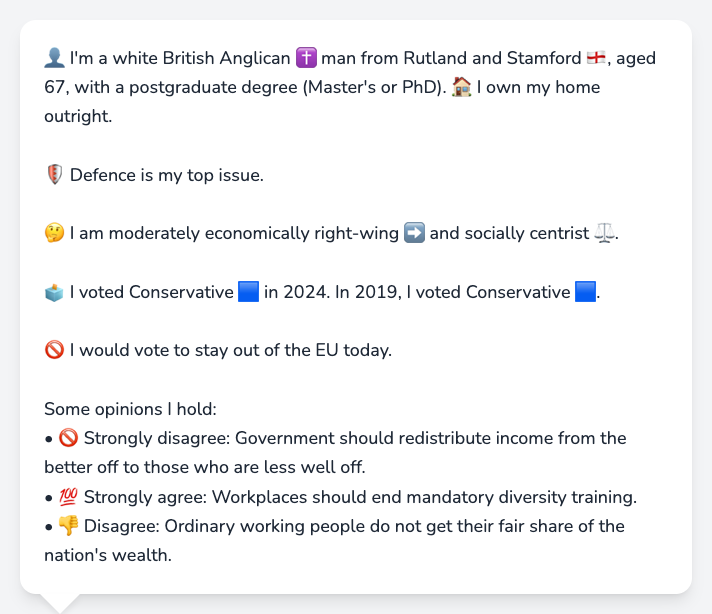 👤 I'm a white British Anglican ✝️ man from Rutland and Stamford 🏴󠁧󠁢󠁥󠁮󠁧󠁿, aged
67, with a postgraduate degree (Master's or PhD). 🏠 I own my home
outright.
🛡️ Defence is my top issue.
🤔 I am moderately economically right-wing ➡️ and socially centrist ⚖️.
🗳️ I voted Conservative 🟦 in 2024. In 2019, I voted Conservative 🟦.
🚫 I would vote to stay out of the EU today.
Some opinions I hold:
• 🚫 Strongly disagree: Government should redistribute income from the
better off to those who are less well off.
• 💯 Strongly agree: Workplaces should end mandatory diversity training.
• 👎 Disagree: Ordinary working people do not get their fair share of the
nation's wealth.